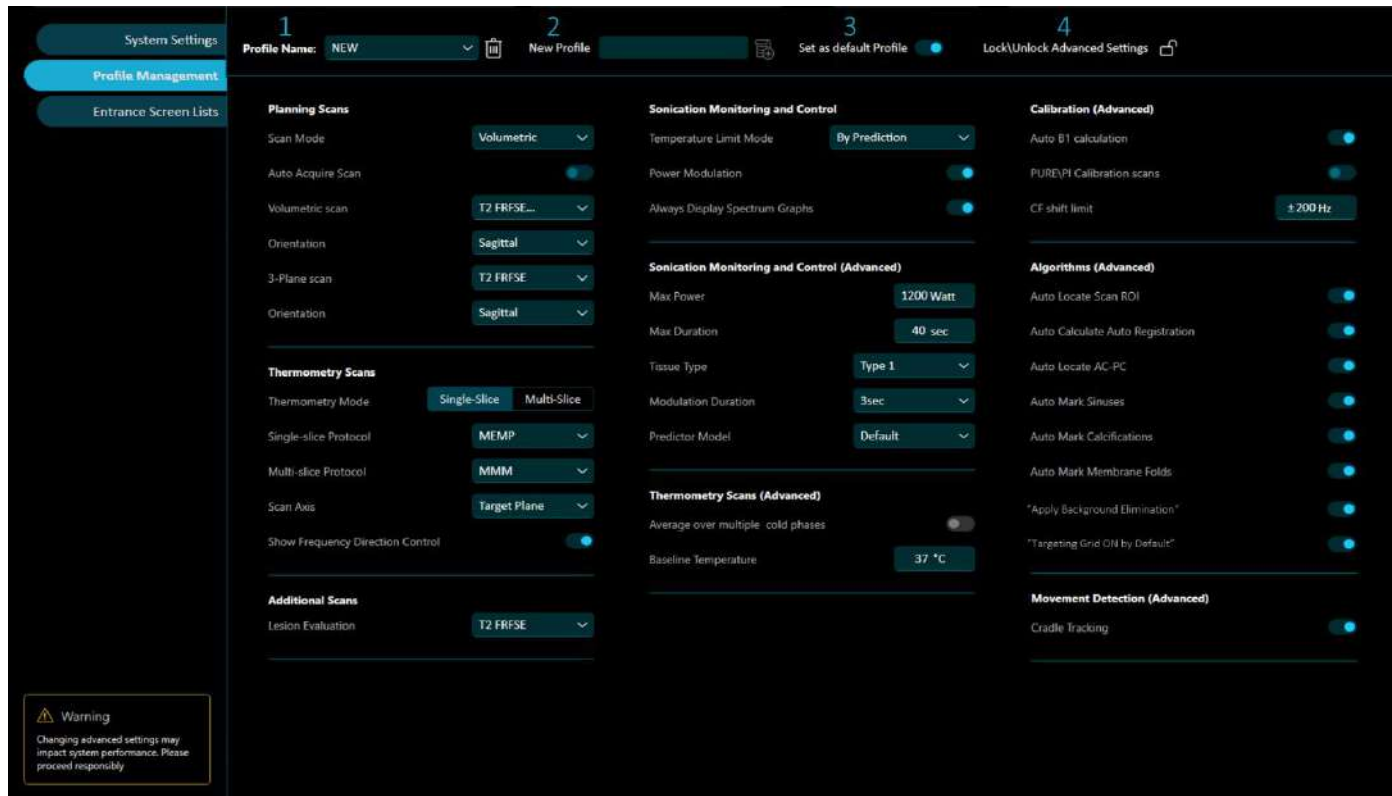 System Settings
Profile Management
Entrance Screen Lists
1
2
3
4
Profile Name: NEW
New Profile
Set as default Profile
Lock\Unlock Advanced Settings
Planning Scans
Scan Mode Volumetric
Auto Acquire Scan
Volumetric scan T2 FRFSE...
Orientation Sagittal
3-Plane scan T2 FRFSE
Orientation Sagittal
Thermometry Scans
Thermometry Mode Single-Slice Multi-Slice
Single-slice Protocol MEMP
Multi-slice Protocol MMM
Scan Axis Target Plane
Show Frequency Direction Control
Additional Scans
Lesion Evaluation T2 FRFSE
Sonication Monitoring and Control
Temperature Limit Mode By Prediction
Power Modulation
Always Display Spectrum Graphs
Sonication Monitoring and Control (Advanced)
Max Power 1200 Watt
Max Duration 40 sec
Tissue Type Type 1
Modulation Duration 3sec
Predictor Model Default
Thermometry Scans (Advanced)
Average over multiple cold phases
Baseline Temperature 37 °C
Calibration (Advanced)
Auto B1 calculation
PURE\PI Calibration scans
CF shift limit ±200 Hz
Algorithms (Advanced)
Auto Locate Scan ROI
Auto Calculate Auto Registration
Auto Locate AC-PC
Auto Mark Sinuses
Auto Mark Calcifications
Auto Mark Membrane Folds
"Apply Background Elimination"
"Targeting Grid ON by Default"
Movement Detection (Advanced)
Cradle Tracking
Warning
Changing advanced settings may
impact system performance. Please
proceed responsibly